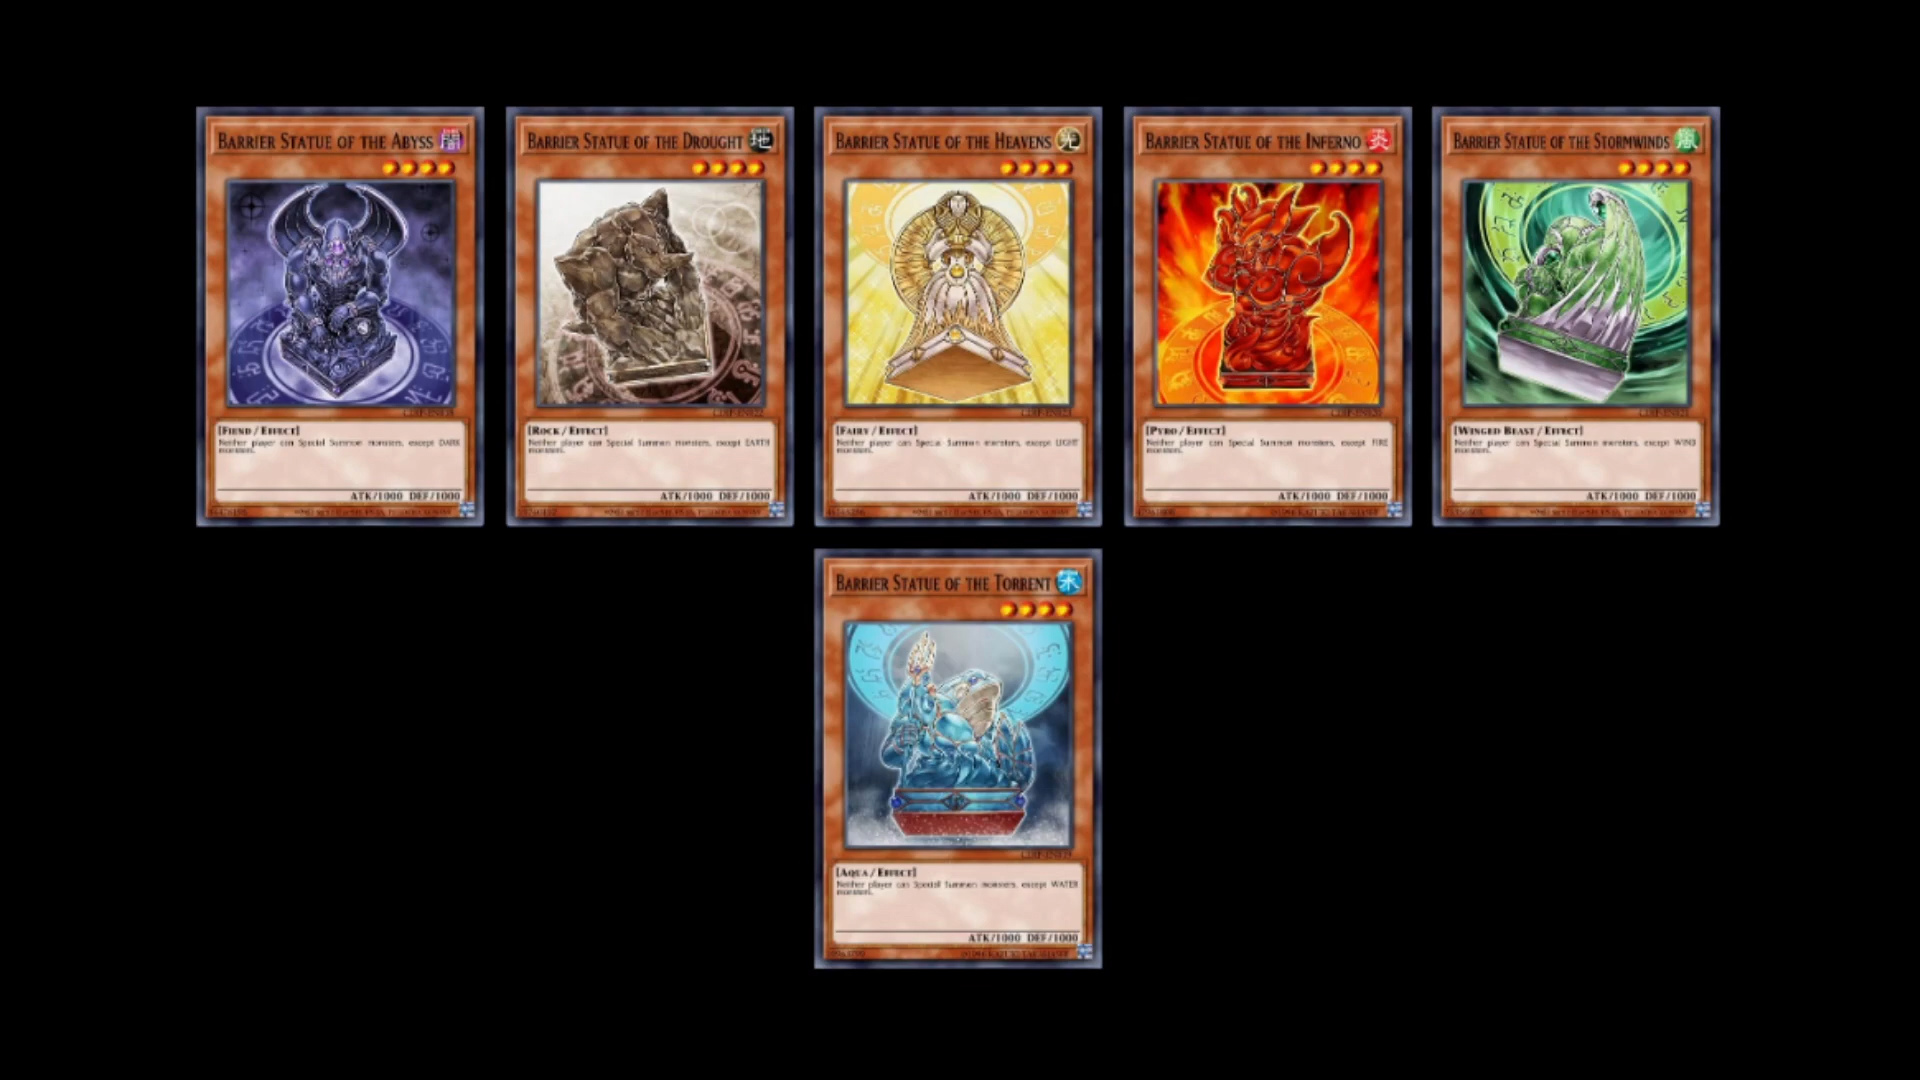 BARRIER STATUE OF THE ABYSS 闇
[FIEND / EFFECT]
Neither player can Special Summon monsters, except DARK
monsters.
ATK/1000 DEF/1000
BARRIER STATUE OF THE DROUGHT 地
[ROCK / EFFECT]
Neither player can Special Summon monsters, except EARTH
monsters.
ATK/1000 DEF/1000
BARRIER STATUE OF THE HEAVENS 光
[FAIRY / EFFECT]
Neither player can Special Summon monsters, except LIGHT
monsters.
ATK/1000 DEF/1000
BARRIER STATUE OF THE INFERNO 炎
[PYRO / EFFECT]
Neither player can Special Summon monsters, except FIRE
monsters.
ATK/1000 DEF/1000
BARRIER STATUE OF THE STORMWINDS 風
[WINGED BEAST / EFFECT]
Neither player can Special Summon monsters, except WIND
monsters.
ATK/1000 DEF/1000
BARRIER STATUE OF THE TORRENT 水
[AQUA / EFFECT]
Neither player can Special Summon monsters, except WATER
monsters.
ATK/1000 DEF/1000